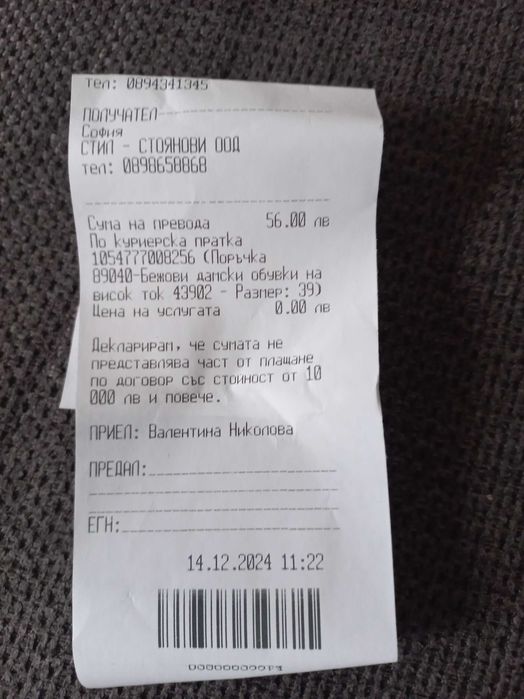 тел: 0894341345
ПОЛУЧАТЕЛ
София
СТИЛ - СТОЯНОВИ ООД
тел: 0898658868
Сума на превода 56.00 лв
По куриерска пратка
1054777008256 (Поръчка
89040-Бежови дамски обувки на
висок ток 43902 - Размер: 39)
Цена на услугата 0.00 лв
Декларирам, че сумата не
представлява част от плащане
по договор със стойност от 10
000 лв и повече.
ПРИЕЛ: Валентина Николова
ПРЕДАЛ:
ЕГН:
14.12.2024 11:22